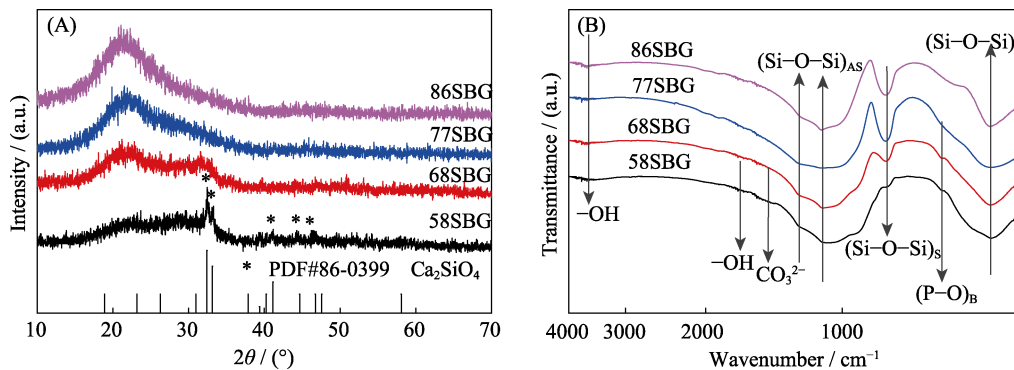 (A)
Intensity / (a.u.)
86SBG
77SBG
68SBG
*
*
58SBG
* * *
* PDF#86-0399 Ca₂SiO₄
10 20 30 40 50 60 70
2θ / (°)
(B)
Transmittance / (a.u.)
86SBG
77SBG
68SBG
58SBG
(Si−O−Si)AS
(Si−O−Si)
−OH
−OH
CO₃²⁻
(Si−O−Si)S
(P−O)B
4000 3000 2000 1000
Wavenumber / cm⁻¹